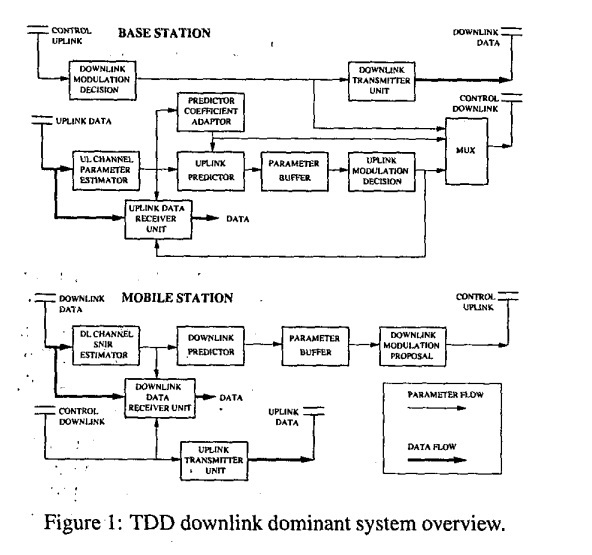 CONTROL
UPLINK
BASE STATION
DOWNLINK
DATA
DOWNLINK
MODULATION
DECISION
DOWNLINK
TRANSMITTER
UNIT
CONTROL
DOWNLINK
PREDICTOR
COEFFICIENT
ADAPTOR
UPLINK DATA
MUX
UL CHANNEL
PARAMETER
ESTIMATOR
UPLINK
PREDICTOR
PARAMETER
BUFFER
UPLINK
MODULATION
DECISION
UPLINK DATA
RECEIVER
UNIT
DATA
DOWNLINK
DATA
MOBILE STATION
CONTROL
UPLINK
DL CHANNEL
SNIR
ESTIMATOR
DOWNLINK
PREDICTOR
PARAMETER
BUFFER
DOWNLINK
MODULATION
PROPOSAL
DOWNLINK
DATA
RECEIVER UNIT
DATA
CONTROL
DOWNLINK
UPLINK
DATA
UPLINK
TRANSMITTER
UNIT
PARAMETER FLOW
DATA FLOW
Figure 1: TDD downlink dominant system overview.